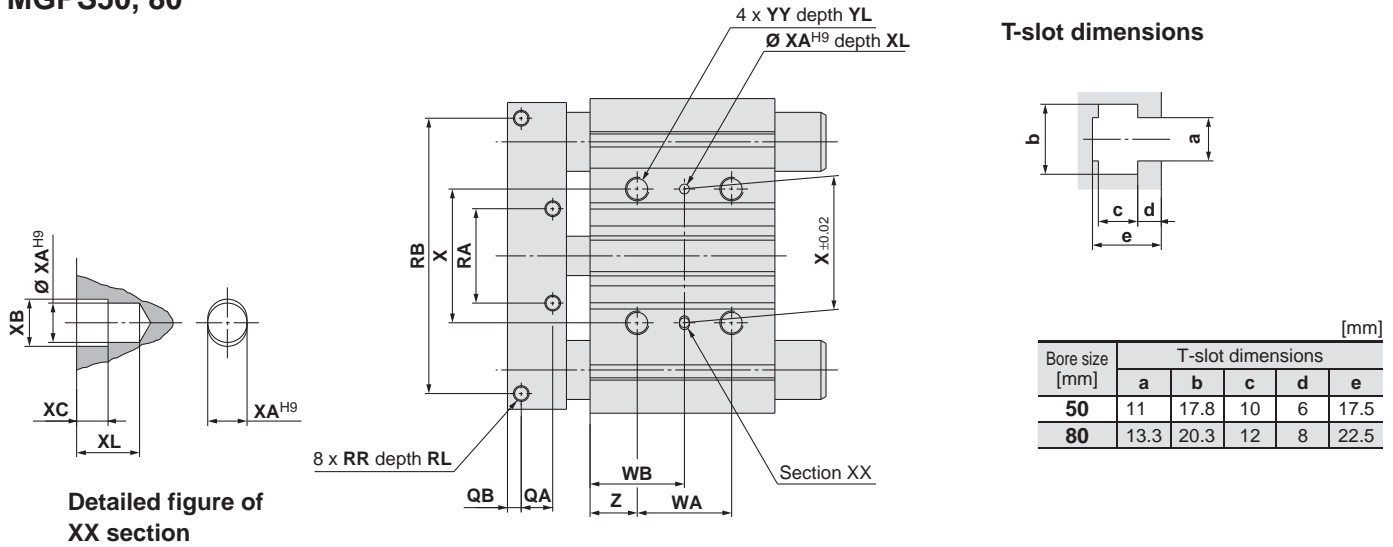 MGPS50, 80
4 x YY depth YL
Ø XAH9 depth XL
T-slot dimensions
b
a
c
d
e
RB
X
RA
X ±0.02
Ø XAH9
XB
XC
XAH9
XL
8 x RR depth RL
QB
QA
WB
Z
WA
Section XX
Detailed figure of
XX section
[mm]
Bore size
[mm]
T-slot dimensions
a b c d e
50 11 17.8 10 6 17.5
80 13.3 20.3 12 8 22.5